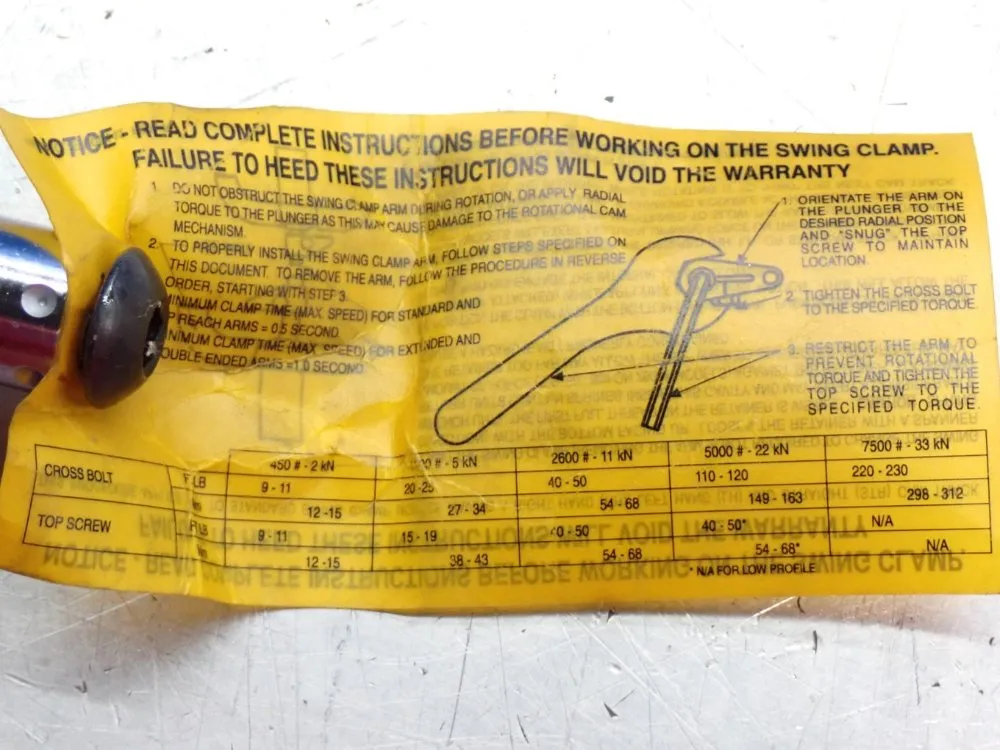 NOTICE - READ COMPLETE INSTRUCTIONS BEFORE WORKING ON THE SWING CLAMP.
FAILURE TO HEED THESE INSTRUCTIONS WILL VOID THE WARRANTY
1. DO NOT OBSTRUCT THE SWING CLAMP ARM DURING ROTATION, OR APPLY RADIAL
TORQUE TO THE PLUNGER AS THIS MAY CAUSE DAMAGE TO THE ROTATIONAL CAM
MECHANISM.
2. TO PROPERLY INSTALL THE SWING CLAMP ARM, FOLLOW STEPS SPECIFIED ON
THIS DOCUMENT. TO REMOVE THE ARM, FOLLOW THE PROCEDURE IN REVERSE
ORDER, STARTING WITH STEP 3.
MINIMUM CLAMP TIME (MAX. SPEED) FOR STANDARD AND
REACH ARMS = 0.5 SECOND.
CLAMP TIME (MAX. SPEED) FOR EXTENDED AND
ENDED ARMS = 1.0 SECOND.
1. ORIENTATE THE ARM ON
THE PLUNGER TO THE
DESIRED RADIAL POSITION
AND "SNUG" THE TOP
SCREW TO MAINTAIN
LOCATION.
2. TIGHTEN THE CROSS BOLT
TO THE SPECIFIED TORQUE.
3. RESTRICT THE ARM TO
PREVENT ROTATIONAL
TORQUE AND TIGHTEN THE
TOP SCREW TO THE
SPECIFIED TORQUE.
450 # - 2 kN - 5 kN 2600 # - 11 kN 5000 # - 22 kN 7500 # - 33 kN
CROSS BOLT LB 9 - 11 20 - 25 40 - 50 110 - 120 220 - 230
12 - 15 27 - 34 54 - 68 149 - 163 298 - 312
TOP SCREW LB 9 - 11 15 - 19 40 - 50 40 - 50* N/A
12 - 15 38 - 43 54 - 68 54 - 68* N/A
* N/A FOR LOW PROFILE